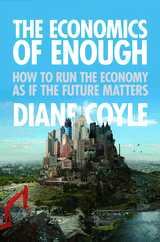 THE ECONOMICS
OF ENOUGH
HOW TO RUN THE ECONOMY
AS IF THE FUTURE MATTERS
DIANE COYLE